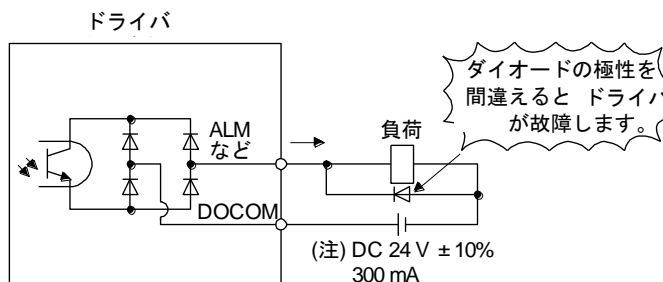 ドライバ
ダイオードの極性を
間違えると ドライバ
が故障します。
ALM
など
負荷
DOCOM
(注) DC 24 V ±10%
300 mA